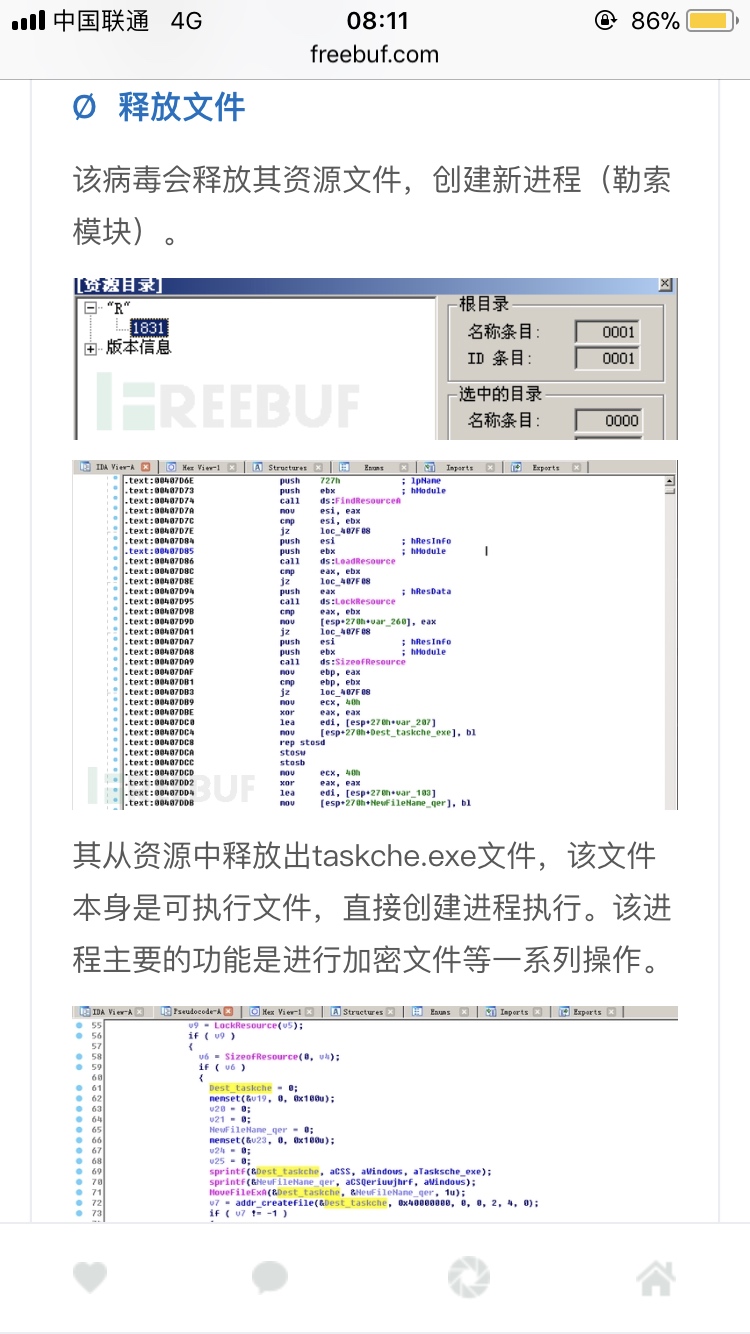 中国联通 4G 08:11 86%
freebuf.com
Ø 释放文件
该病毒会释放其资源文件，创建新进程（勒索
模块）。
[资源目录]
"R"
1831
版本信息
根目录
名称条目: 0001
ID 条目: 0001
选中的目录
名称条目: 0000
FREEBUF
IDA View-A Hex View-1 Structures Enums Imports Exports
.text:00407D6E push 727h ; lpName
.text:00407D73 push ebx ; hModule
.text:00407D74 call ds:FindResourceA
.text:00407D7A mov esi, eax
.text:00407D7C cmp esi, ebx
.text:00407D7E jz loc_407F08
.text:00407D84 push esi ; hResInfo
.text:00407D85 push ebx ; hModule
.text:00407D86 call ds:LoadResource
.text:00407D8C cmp eax, ebx
.text:00407D8E jz loc_407F08
.text:00407D94 push eax ; hResData
.text:00407D95 call ds:LockResource
.text:00407D9B cmp eax, ebx
.text:00407D9D mov [esp+270h+var_260], eax
.text:00407DA1 jz loc_407F08
.text:00407DA7 push esi ; hResInfo
.text:00407DA8 push ebx ; hModule
.text:00407DA9 call ds:SizeofResource
.text:00407DAF mov ebp, eax
.text:00407DB1 cmp ebp, ebx
.text:00407DB3 jz loc_407F08
.text:00407DB9 mov ecx, 40h
.text:00407DBE xor eax, eax
.text:00407DC0 lea edi, [esp+270h+var_207]
.text:00407DC4 mov [esp+270h+Dest_taskche_exe], bl
.text:00407DC8 rep stosd
.text:00407DCA stosw
.text:00407DCC stosb
.text:00407DCD mov ecx, 40h
.text:00407DD2 xor eax, eax
.text:00407DD4 lea edi, [esp+270h+var_103]
.text:00407DD8 mov [esp+270h+NewFileName_qer], bl
其从资源中释放出taskche.exe文件，该文件
本身是可执行文件，直接创建进程执行。该进
程主要的功能是进行加密文件等一系列操作。
IDA View-A Pseudocode-A Hex View-1 Structures Enums Imports Exports
55 v9 = LockResource(v5);
56 if ( v9 )
57 {
58 v6 = SizeofResource(0, v4);
59 if ( v6 )
60 {
61 Dest_taskche = 0;
62 memset(&v19, 0, 0x100u);
63 v20 = 0;
64 v21 = 0;
65 NewFileName_qer = 0;
66 memset(&v23, 0, 0x100u);
67 v24 = 0;
68 v25 = 0;
69 sprintf(&Dest_taskche, aCSS, aWindows, aTasksche_exe);
70 sprintf(&NewFileName_qer, aCSQeriuwjhrf, aWindows);
71 MoveFileExA(&Dest_taskche, &NewFileName_qer, 1u);
72 v7 = addr_createfile(&Dest_taskche, 0x40000000, 0, 0, 2, 4, 0);
73 if ( v7 != -1 )